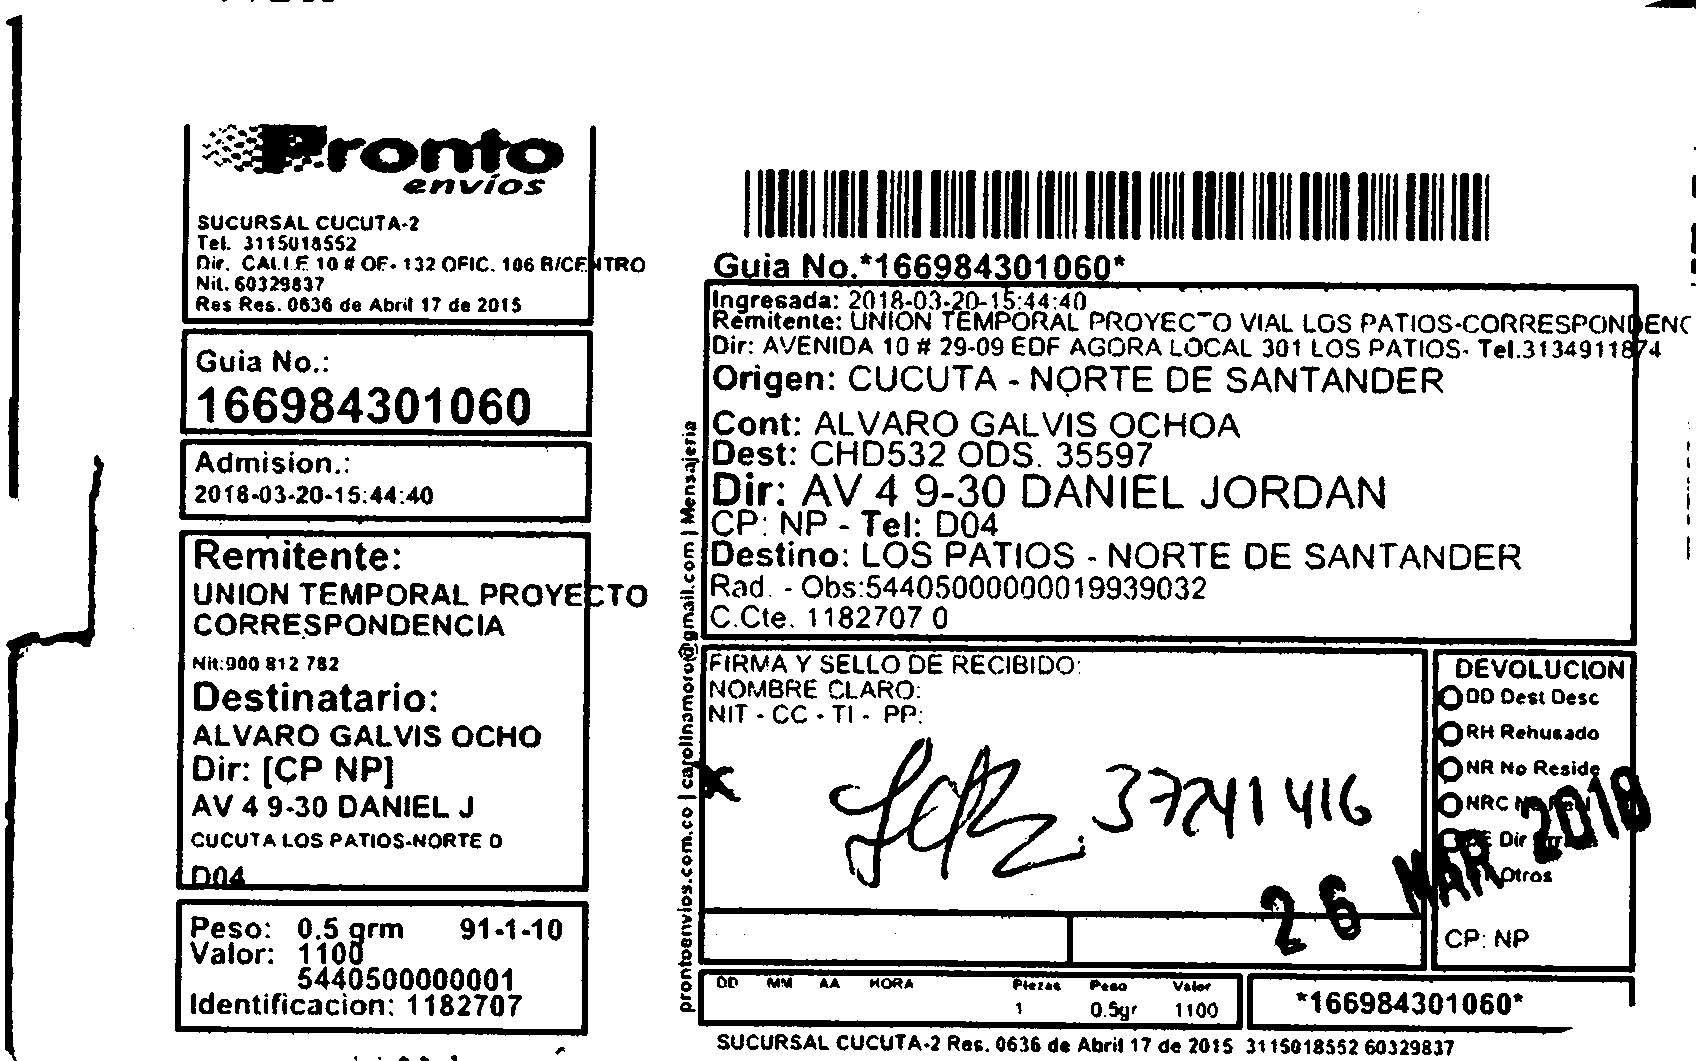 Pronto
envíos
SUCURSAL CUCUTA-2
Tel. 3115018552
Dir. CALLE 10 # OF- 132 OFIC. 106 B/CENTRO
Nit. 60329837
Res Res. 0636 de Abril 17 de 2015
Guia No.:
166984301060
Admision.:
2018-03-20-15:44:40
Remitente:
UNION TEMPORAL PROYECTO
CORRESPONDENCIA
Nit:900 812 782
Destinatario:
ALVARO GALVIS OCHO
Dir: [CP NP]
AV 4 9-30 DANIEL J
CUCUTA LOS PATIOS-NORTE D
D04
Peso: 0.5 grm 91-1-10
Valor: 1100
5440500000001
Identificacion: 1182707
prontoenvios.com.co | carolinamoro@gmail.com | Mensajeria
Guia No.*166984301060*
Ingresada: 2018-03-20-15:44:40
Remitente: UNION TEMPORAL PROYECTO VIAL LOS PATIOS-CORRESPONDENC
Dir: AVENIDA 10 # 29-09 EDF AGORA LOCAL 301 LOS PATIOS- Tel.3134911874
Origen: CUCUTA - NORTE DE SANTANDER
Cont: ALVARO GALVIS OCHOA
Dest: CHD532 ODS. 35597
Dir: AV 4 9-30 DANIEL JORDAN
CP: NP - Tel: D04
Destino: LOS PATIOS - NORTE DE SANTANDER
Rad. - Obs:54405000000019939032
C.Cte. 1182707 0
FIRMA Y SELLO DE RECIBIDO:
NOMBRE CLARO:
NIT - CC - TI - PP:
37241416
26 MAR 2018
DEVOLUCION
DD Dest Desc
RH Rehusado
NR No Reside
NRC
Dir
Otros
CP: NP
DD MM AA HORA Piezas Peso Valor
1 0.5gr 1100
*166984301060*
SUCURSAL CUCUTA-2 Res. 0636 de Abril 17 de 2015 3115018552 60329837